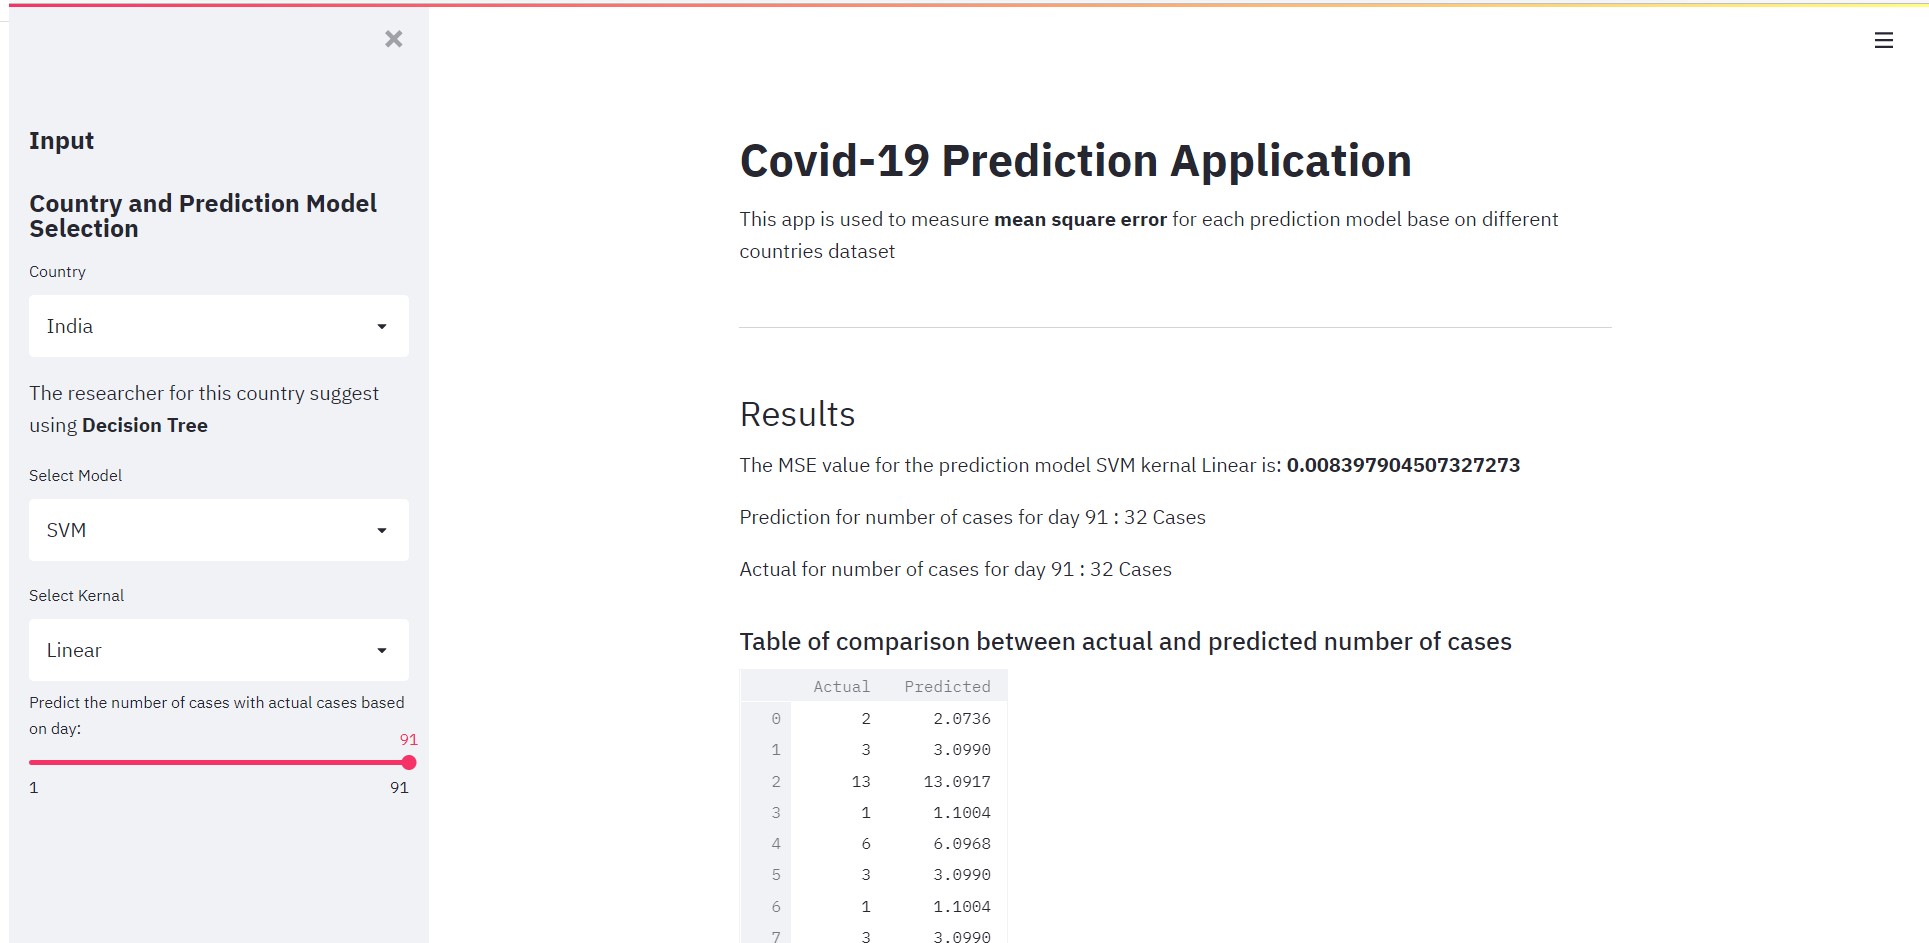 Input
Country and Prediction Model
Selection
Country
India
The researcher for this country suggest
using Decision Tree
Select Model
SVM
Select Kernal
Linear
Predict the number of cases with actual cases based
on day:
91
1 91
Covid-19 Prediction Application
This app is used to measure mean square error for each prediction model base on different
countries dataset
Results
The MSE value for the prediction model SVM kernal Linear is: 0.008397904507327273
Prediction for number of cases for day 91 : 32 Cases
Actual for number of cases for day 91 : 32 Cases
Table of comparison between actual and predicted number of cases
Actual Predicted
0 2 2.0736
1 3 3.0990
2 13 13.0917
3 1 1.1004
4 6 6.0968
5 3 3.0990
6 1 1.1004
7 3 3.0990